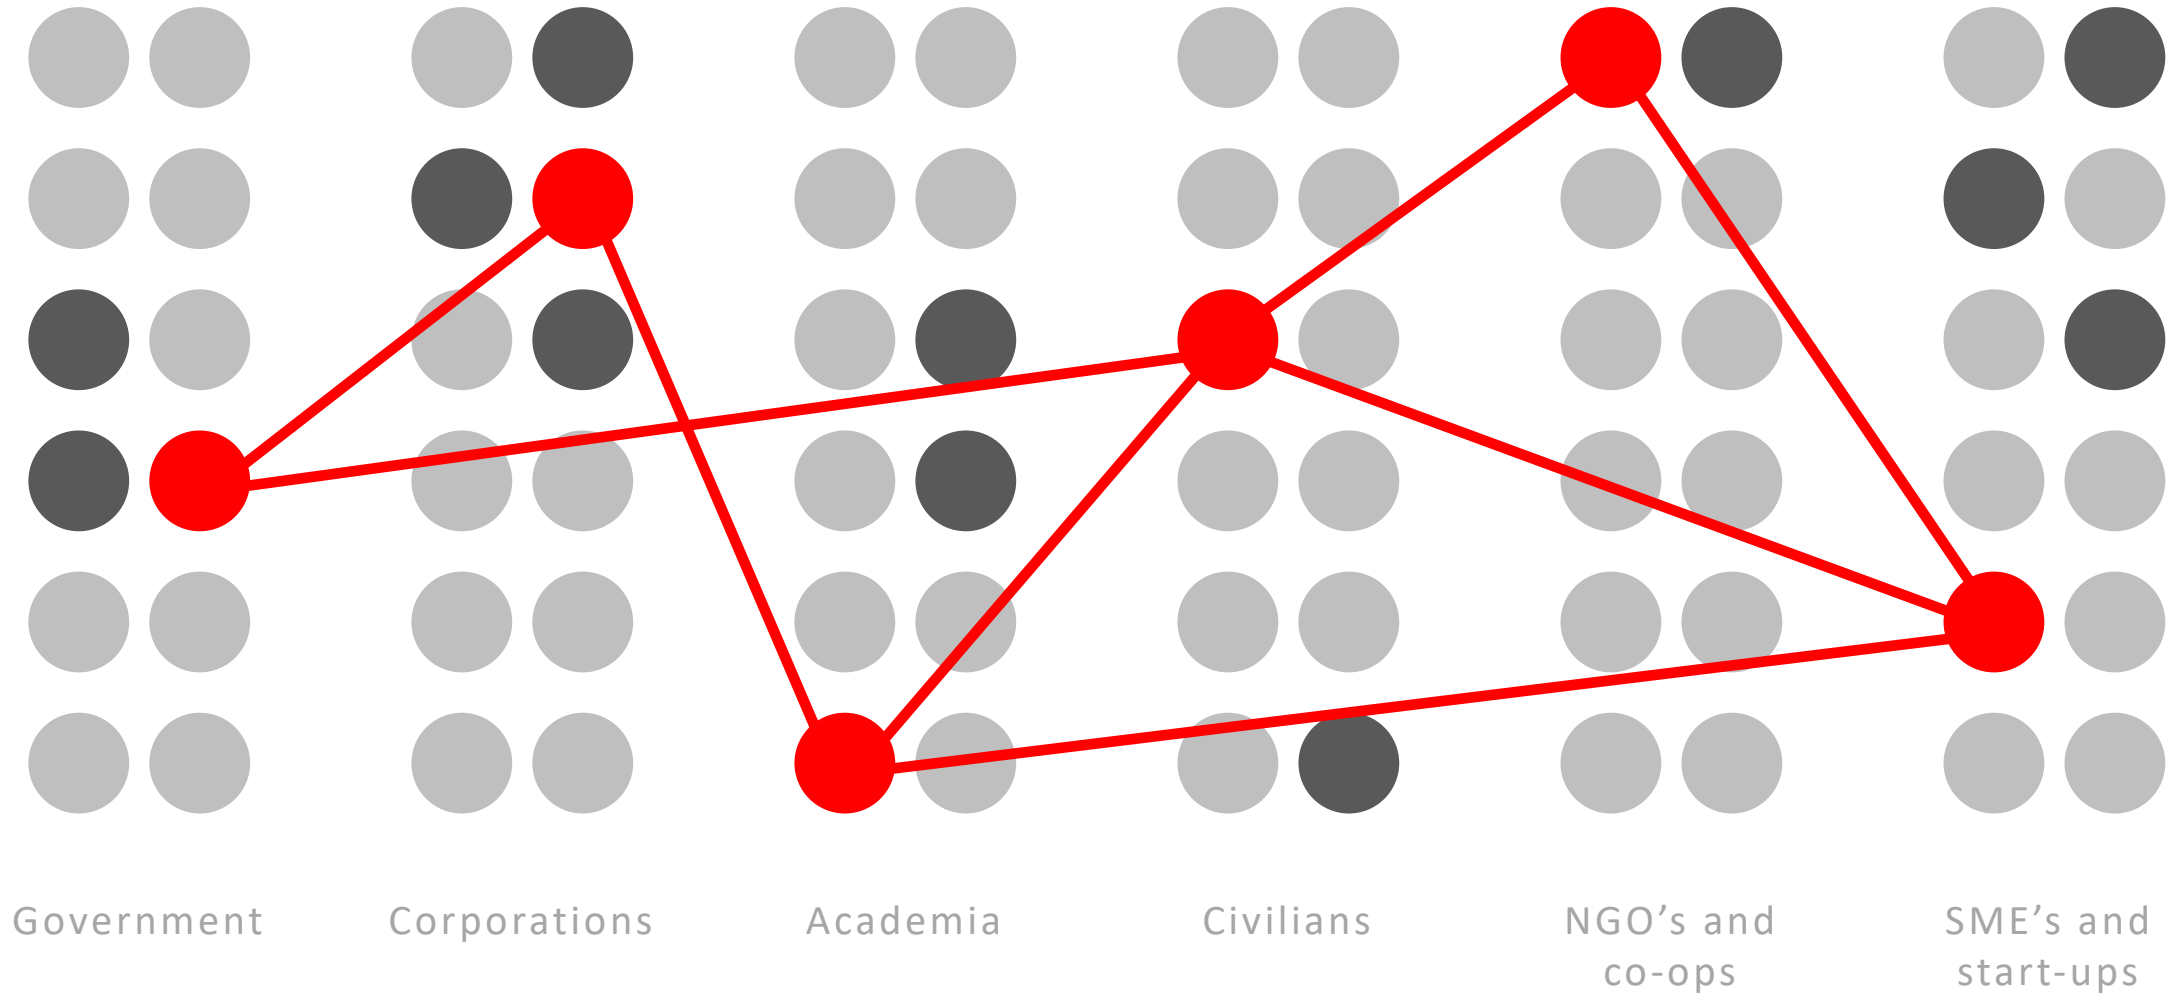 Government
Corporations
Academia
Civilians
NGO’s and
co-ops
SME’s and
start-ups